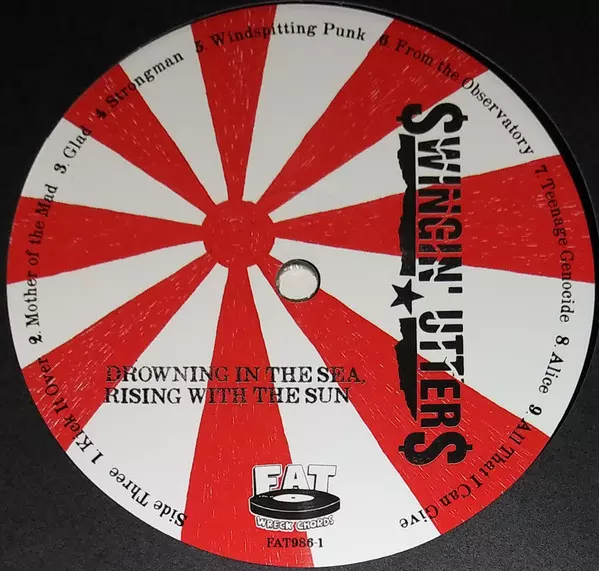 Side Three 1. Kick It Over 2. Mother of the Mad 3. Glad 4. Strongman 5. Windspitting Punk 6. From the Observatory 7. Teenage Genocide 8. Alice 9. All That I Can Give
$WINGIN' UTTER$
DROWNING IN THE SEA,
RISING WITH THE SUN
FAT
WRECK CHORDS
FAT986-1